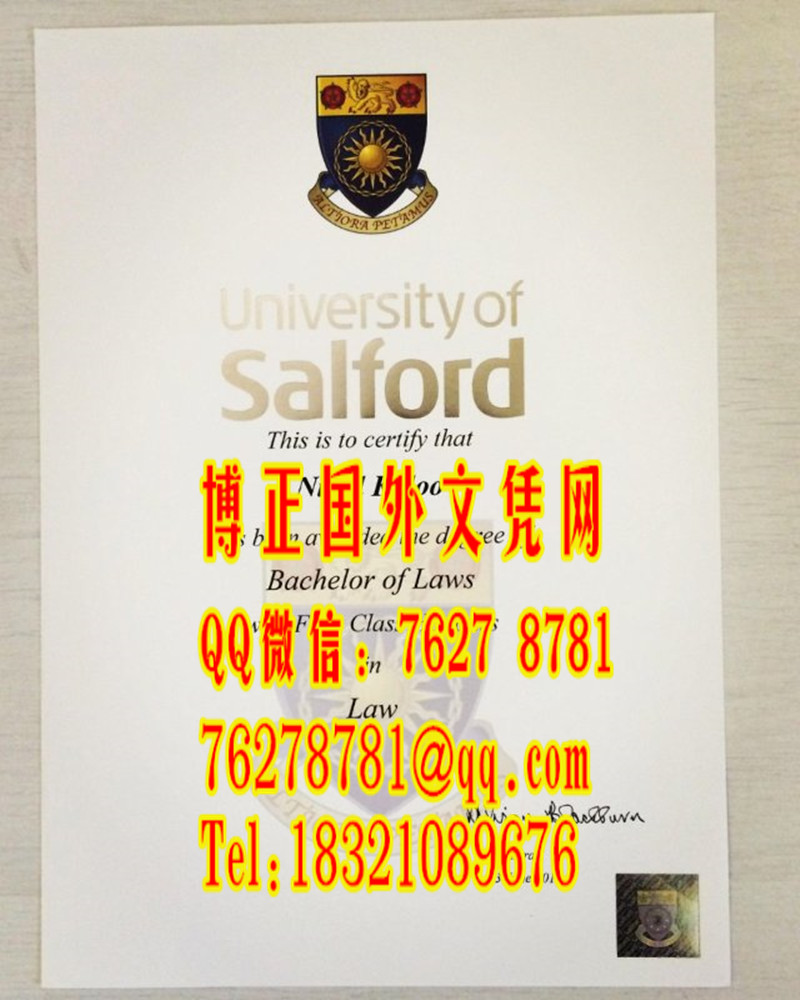 ALTIORA PETAMUS
University of
Salford
This is to certify that
博正国外文凭网
degree
Bachelor of Laws
QQ微信：7627 8781
in
Law
76278781@qq.com
Tel:18321089676